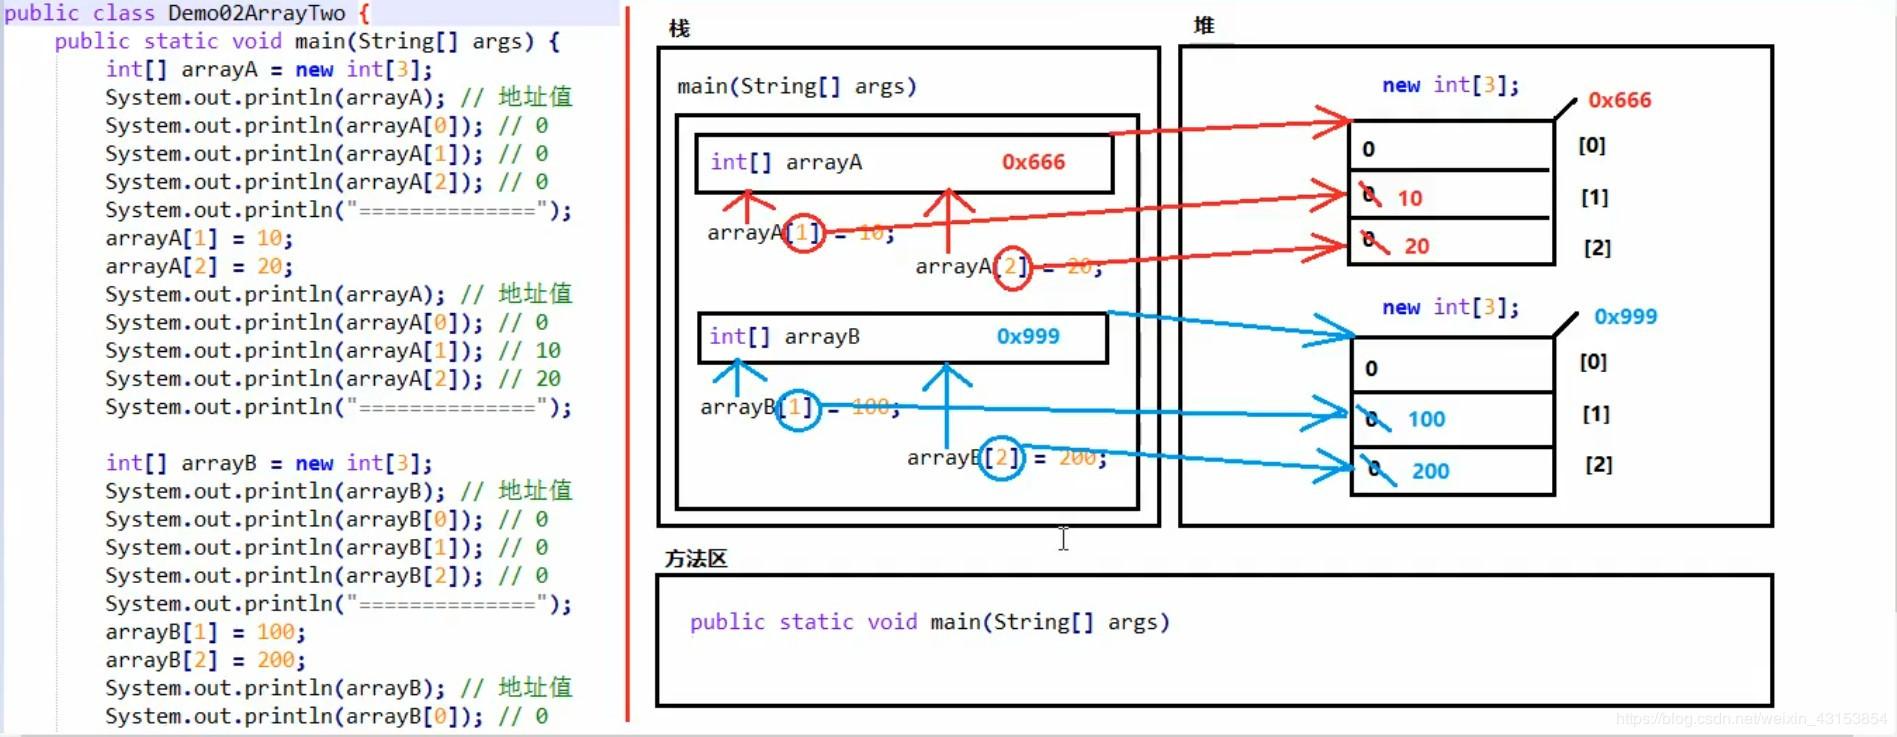 public class Demo02ArrayTwo {
public static void main(String[] args) {
int[] arrayA = new int[3];
System.out.println(arrayA); // 地址值
System.out.println(arrayA[0]); // 0
System.out.println(arrayA[1]); // 0
System.out.println(arrayA[2]); // 0
System.out.println("==============");
arrayA[1] = 10;
arrayA[2] = 20;
System.out.println(arrayA); // 地址值
System.out.println(arrayA[0]); // 0
System.out.println(arrayA[1]); // 10
System.out.println(arrayA[2]); // 20
System.out.println("==============");
int[] arrayB = new int[3];
System.out.println(arrayB); // 地址值
System.out.println(arrayB[0]); // 0
System.out.println(arrayB[1]); // 0
System.out.println(arrayB[2]); // 0
System.out.println("==============");
arrayB[1] = 100;
arrayB[2] = 200;
System.out.println(arrayB); // 地址值
System.out.println(arrayB[0]); // 0
栈
main(String[] args)
int[] arrayA 0x666
arrayA[1] = 10;
arrayA[2] = 20;
int[] arrayB 0x999
arrayB[1] = 100;
arrayB[2] = 200;
堆
new int[3];
0x666
0 [0]
0 10 [1]
0 20 [2]
new int[3];
0x999
0 [0]
0 100 [1]
0 200 [2]
方法区
public static void main(String[] args)
https://blog.csdn.net/weixin_43153854